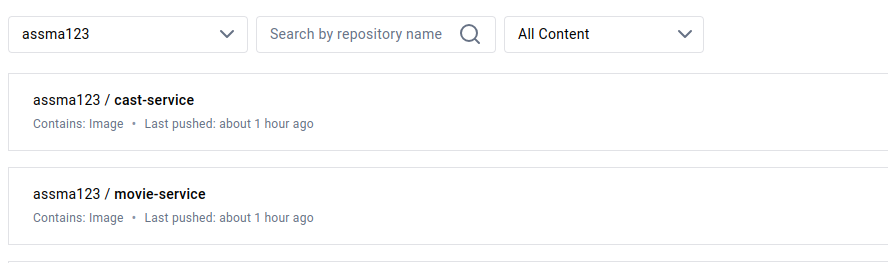 assma123 Search by repository name All Content
assma123 / cast-service
Contains: Image • Last pushed: about 1 hour ago
assma123 / movie-service
Contains: Image • Last pushed: about 1 hour ago